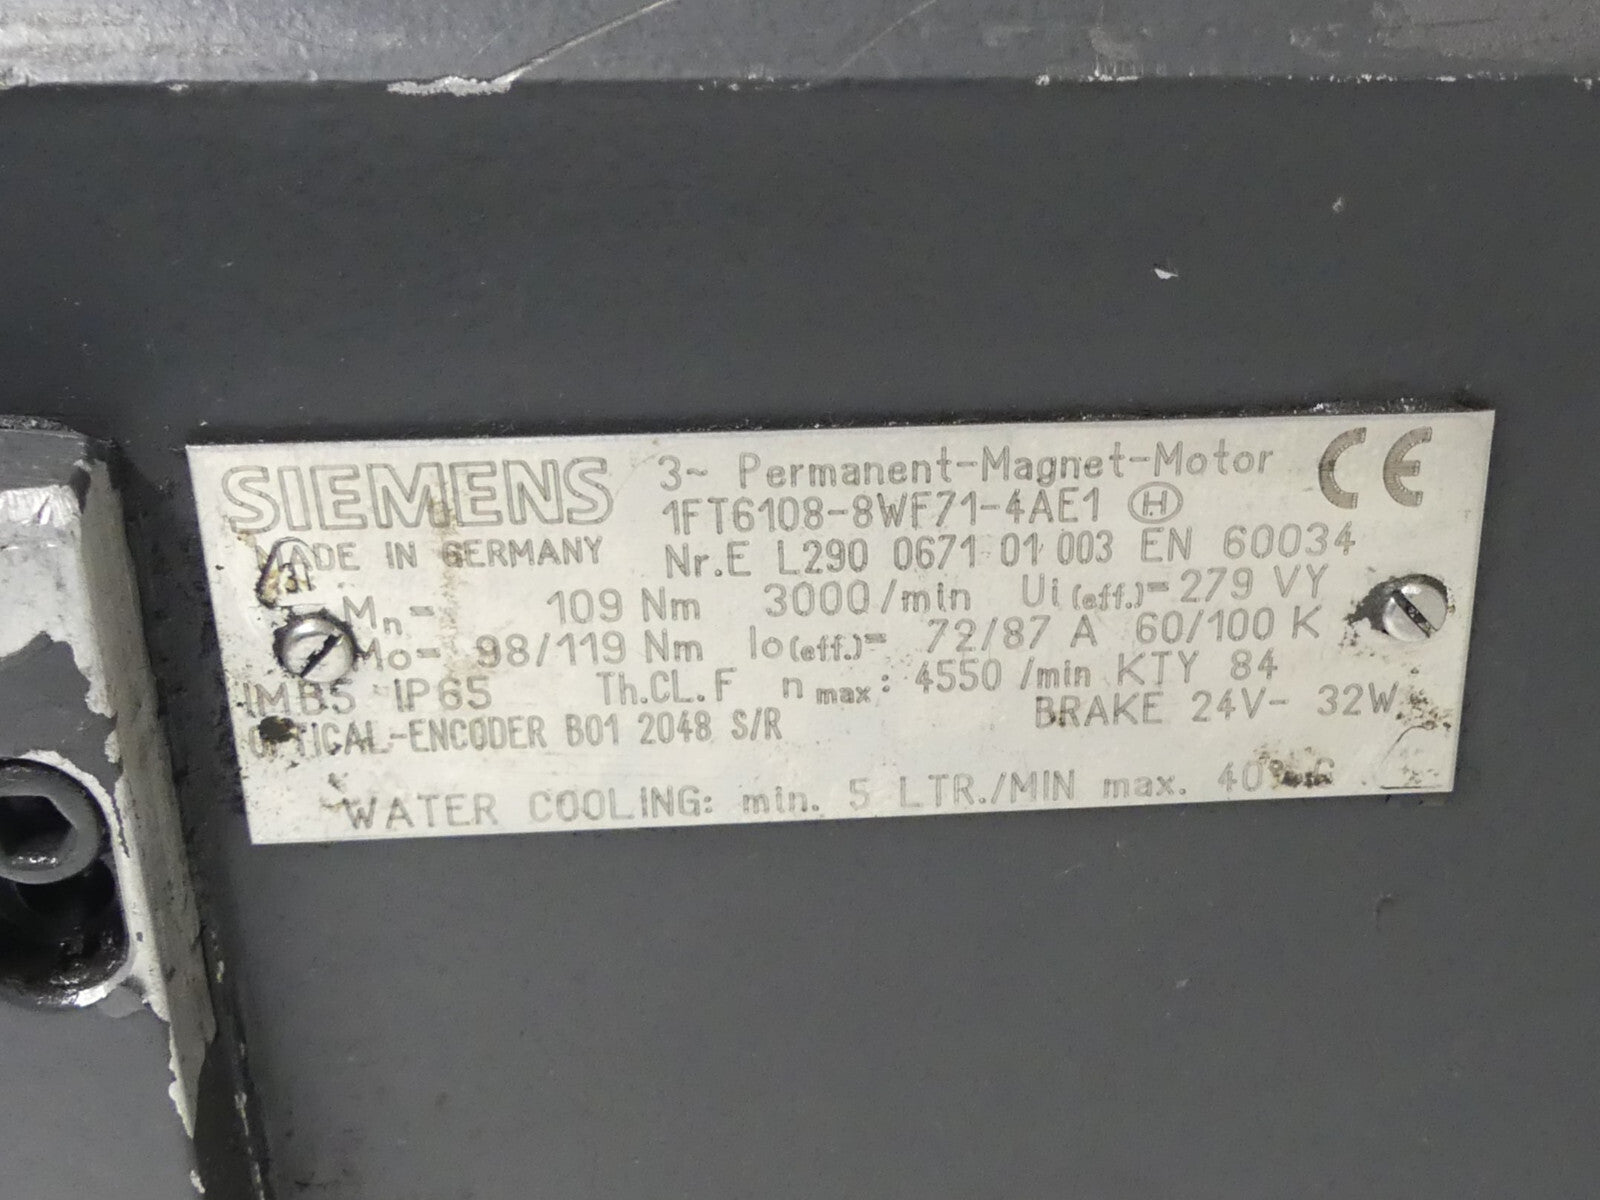 SIEMENS 3~ Permanent-Magnet-Motor CE
1FT6108-8WF71-4AE1 H
MADE IN GERMANY Nr.E L290 0671 01 003 EN 60034
31
Mn= 109 Nm 3000/min Ui(eff.)= 279 VY
Mo= 98/119 Nm Io(eff.)= 72/87 A 60/100 K
IMB5 IP65 Th.CL.F n max: 4550 /min KTY 84
OPTICAL-ENCODER B01 2048 S/R BRAKE 24V- 32W
WATER COOLING: min. 5 LTR./MIN max. 40° C